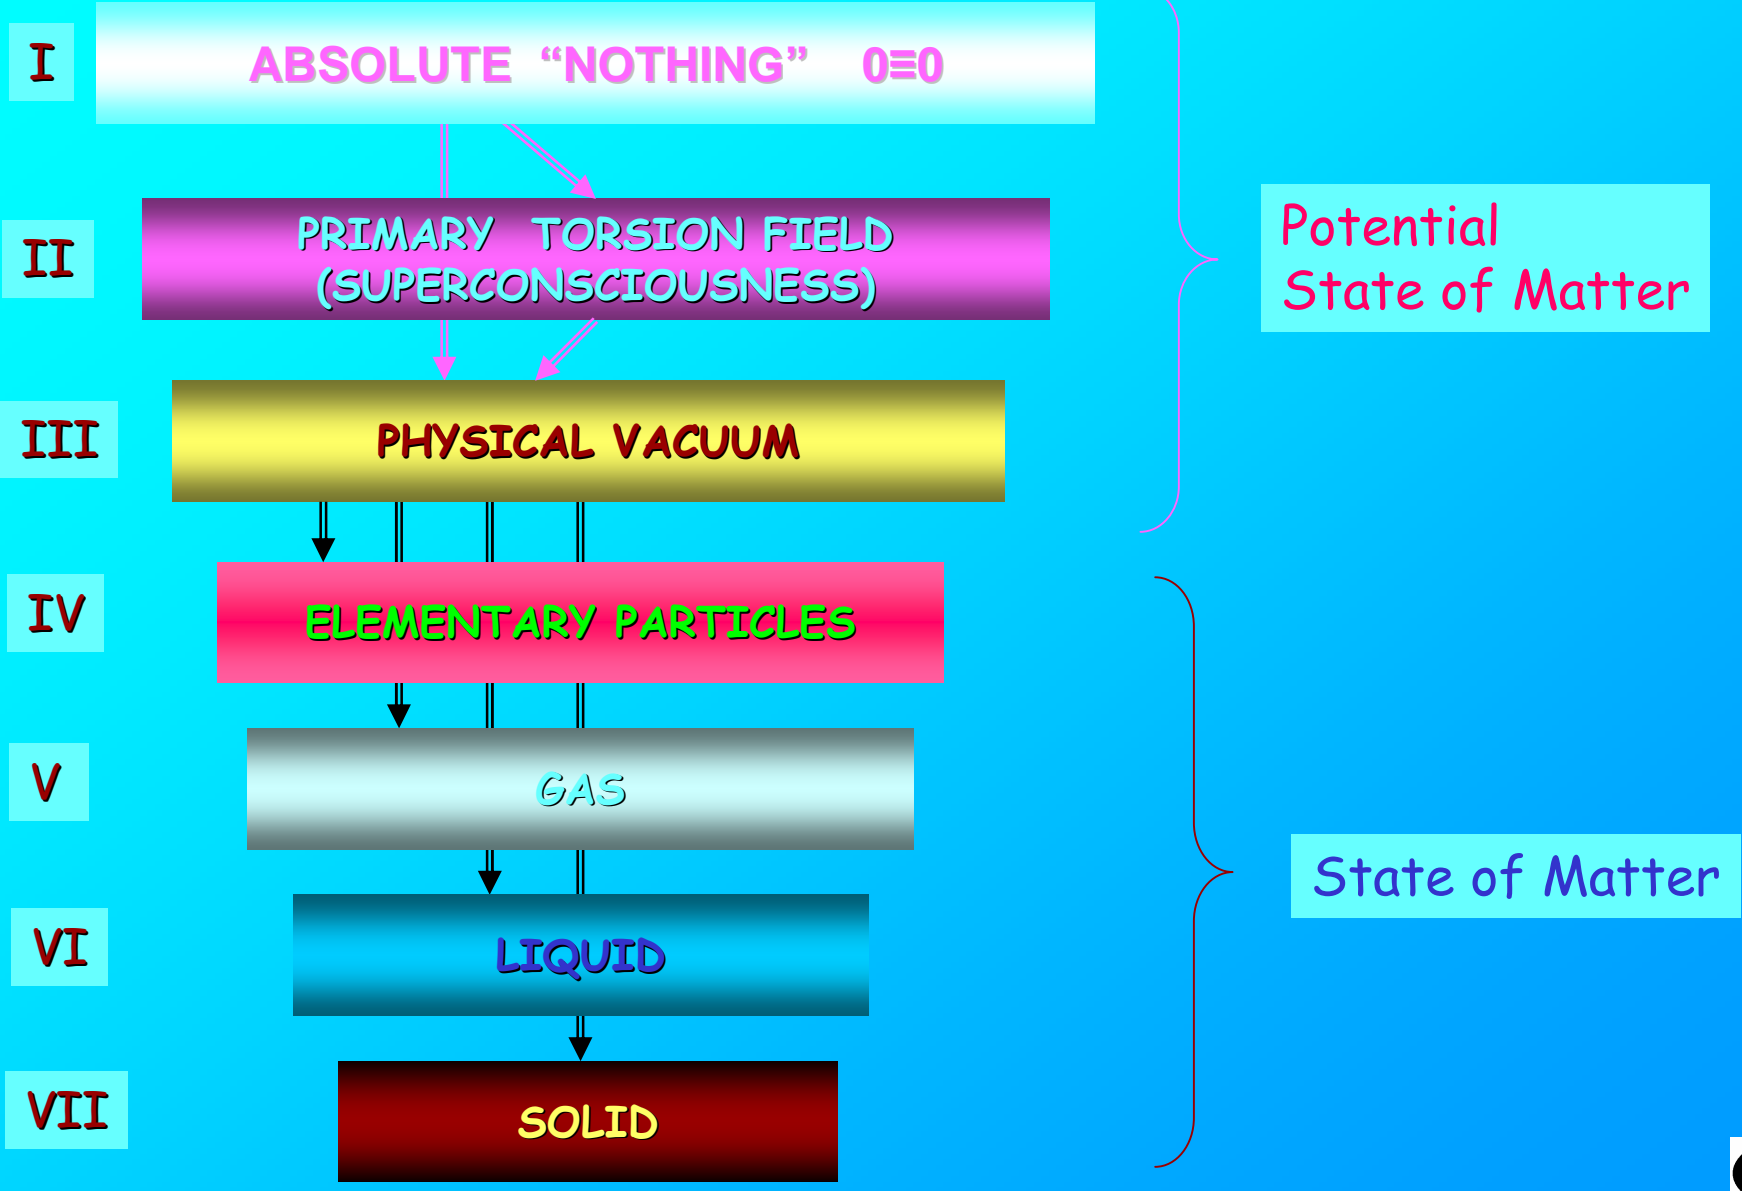 I
ABSOLUTE “NOTHING” 0≡0
II
PRIMARY TORSION FIELD
(SUPERCONSCIOUSNESS)
Potential
State of Matter
III
PHYSICAL VACUUM
IV
ELEMENTARY PARTICLES
V
GAS
State of Matter
VI
LIQUID
VII
SOLID